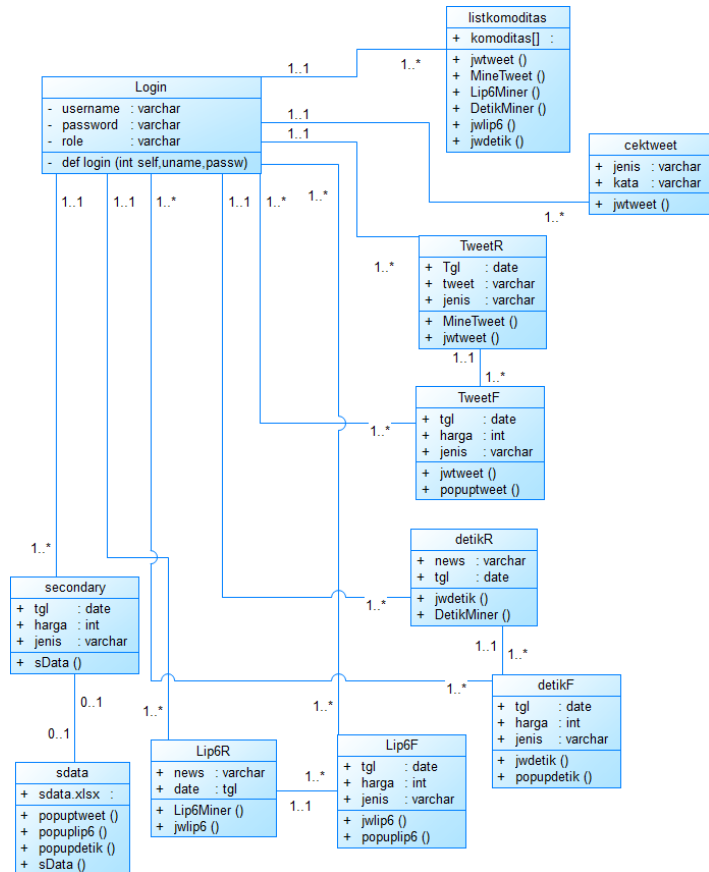 listkomoditas
+ komoditas[] :
+ jwtweet ()
+ MineTweet ()
+ Lip6Miner ()
+ DetikMiner ()
+ jwlip6 ()
+ jwdetik ()
1..1
1..*
Login
- username : varchar
- password : varchar
- role : varchar
- def login (int self,uname,passw)
1..1
1..1
cektweet
+ jenis : varchar
+ kata : varchar
+ jwtweet ()
1..*
1..1
1..1
1..*
1..1
1..*
1..*
TweetR
+ Tgl : date
+ tweet : varchar
+ jenis : varchar
+ MineTweet ()
+ jwtweet ()
1..*
1..1
1..*
TweetF
+ tgl : date
+ harga : int
+ jenis : varchar
+ jwtweet ()
+ popuptweet ()
1..*
detikR
+ news : varchar
+ tgl : date
+ jwdetik ()
+ DetikMiner ()
1..*
1..1
1..*
1..*
secondary
+ tgl : date
+ harga : int
+ jenis : varchar
+ sData ()
detikF
+ tgl : date
+ harga : int
+ jenis : varchar
+ jwdetik ()
+ popupdetik ()
1..*
0..1
0..1
1..*
1..*
sdata
+ sdata.xlsx :
+ popuptweet ()
+ popuplip6 ()
+ popupdetik ()
+ sData ()
Lip6R
+ news : varchar
+ date : tgl
+ Lip6Miner ()
+ jwlip6 ()
1..*
1..1
Lip6F
+ tgl : date
+ harga : int
+ jenis : varchar
+ jwlip6 ()
+ popuplip6 ()